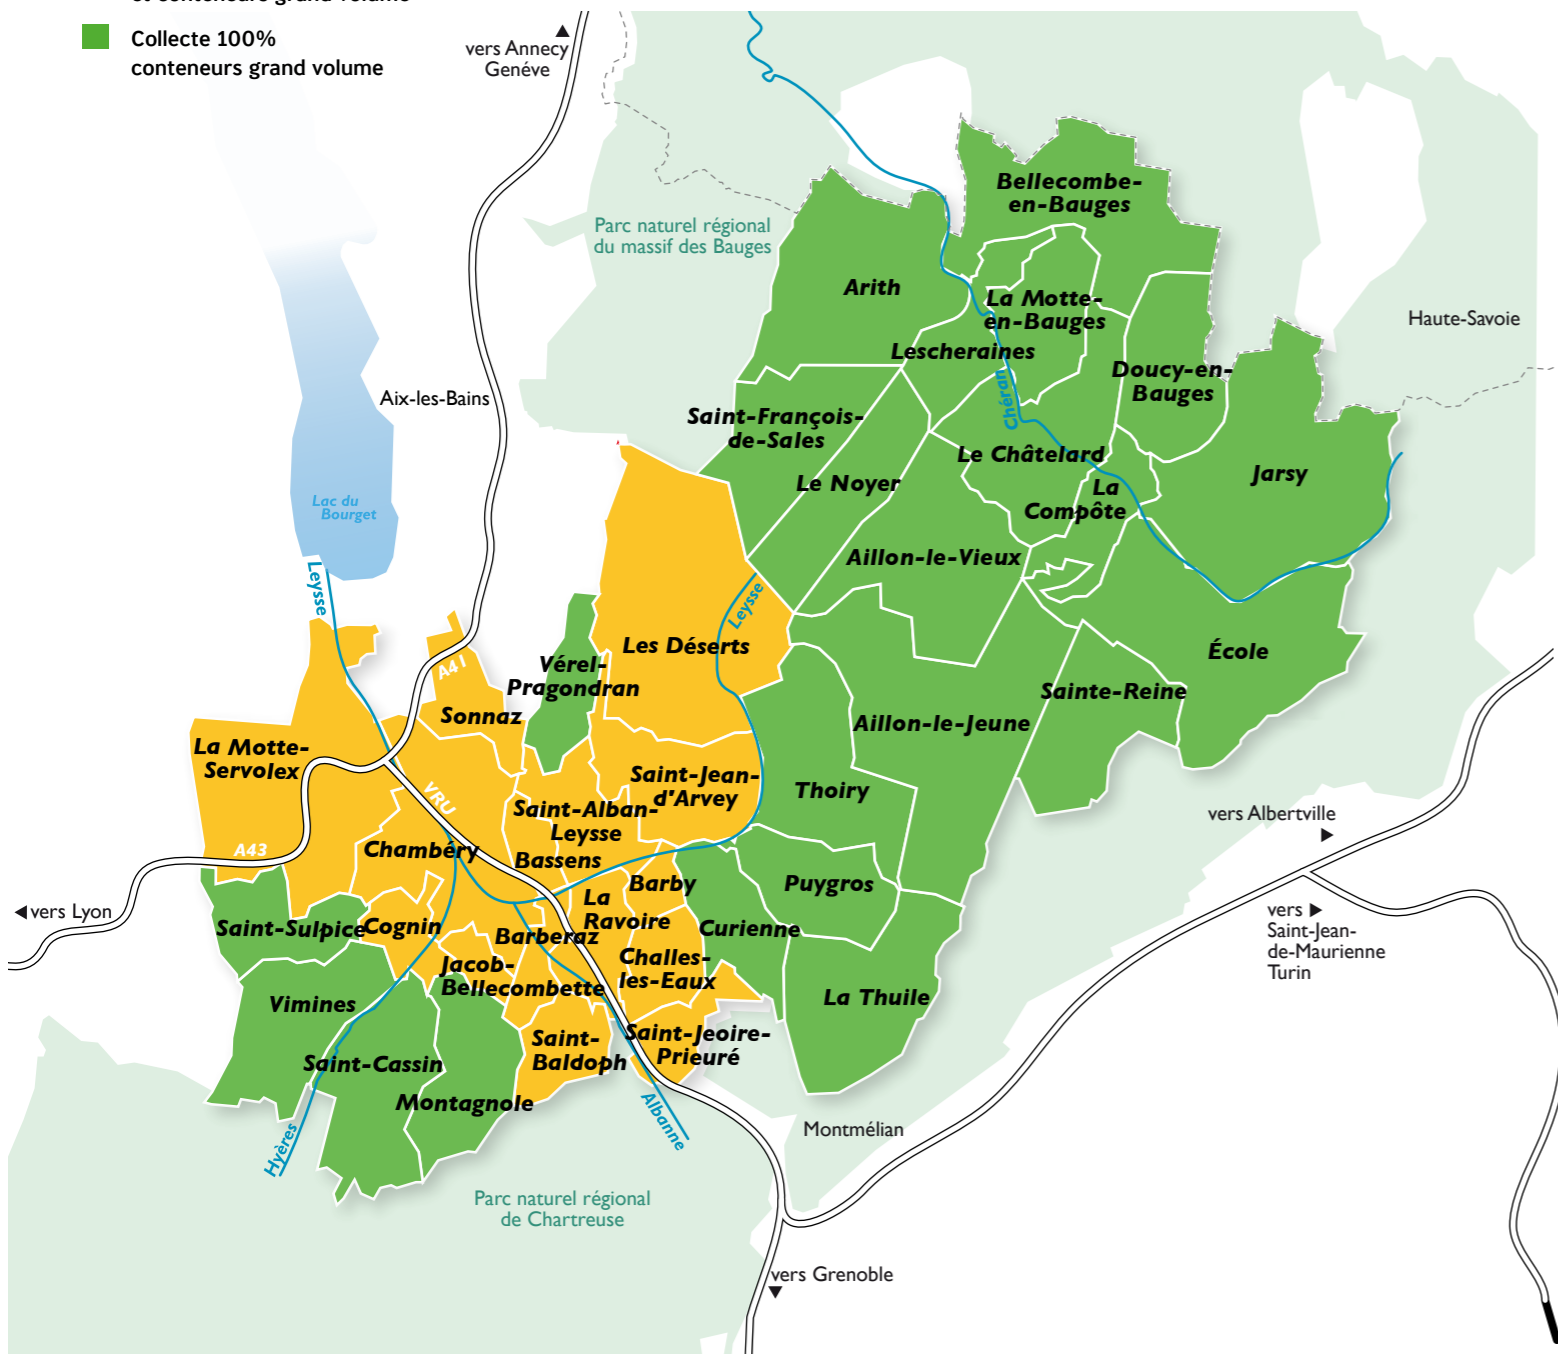 Collecte 100%
conteneurs grand volume
vers Annecy
Genéve
Parc naturel régional
du massif des Bauges
Bellecombe-
en-Bauges
Arith
La Motte-
en-Bauges
Haute-Savoie
Lescheraines
Doucy-en-
Bauges
Aix-les-Bains
Chéran
Saint-François-
de-Sales
Le Châtelard
Jarsy
Le Noyer
La
Compôte
Lac du
Bourget
Aillon-le-Vieux
Leysse
Leysse
Les Déserts
École
Vérel-
Pragondran
A41
Sainte-Reine
Sonnaz
Aillon-le-Jeune
La Motte-
Servolex
Saint-Jean-
d'Arvey
Thoiry
VRU
Saint-Alban-
Leysse
vers Albertville
A43
Chambéry
Bassens
Barby
Puygros
La
Ravoire
vers Lyon
Saint-Sulpice
Cognin
Barberaz
Curienne
vers
Saint-Jean-
de-Maurienne
Turin
Jacob-
Bellecombette
Challes-
les-Eaux
Vimines
La Thuile
Saint-
Baldoph
Saint-Jeoire-
Prieuré
Saint-Cassin
Montagnole
Albanne
Hyères
Montmélian
Parc naturel régional
de Chartreuse
vers Grenoble